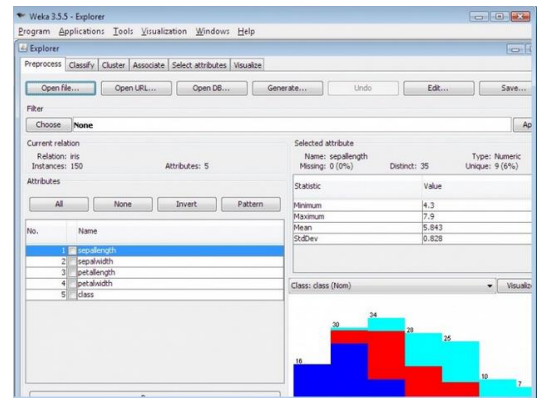 Weka 3.5.5 - Explorer
Program Applications Tools Visualization Windows Help
Explorer
Preprocess Classify Cluster Associate Select attributes Visualize
Open file... Open URL... Open DB... Generate... Undo Edit... Save...
Filter
Choose None Ap
Current relation
Relation: iris
Instances: 150 Attributes: 5
Attributes
All None Invert Pattern
No. Name
1 sepallength
2 sepalwidth
3 petallength
4 petalwidth
5 class
Selected attribute
Name: sepallength Type: Numeric
Missing: 0 (0%) Distinct: 35 Unique: 9 (6%)
Statistic Value
Minimum 4.3
Maximum 7.9
Mean 5.843
StdDev 0.828
Class: class (Nom) Visualize
16 30 34 28 25 10 7